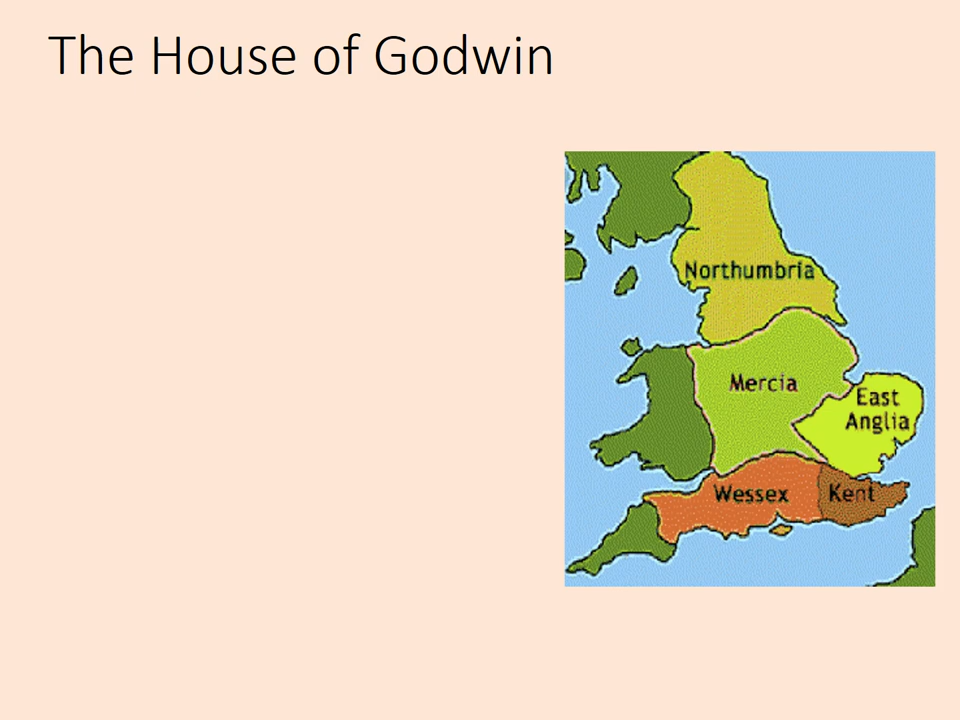 The House of Godwin
Northumbria
Mercia
East
Anglia
Wessex
Kent